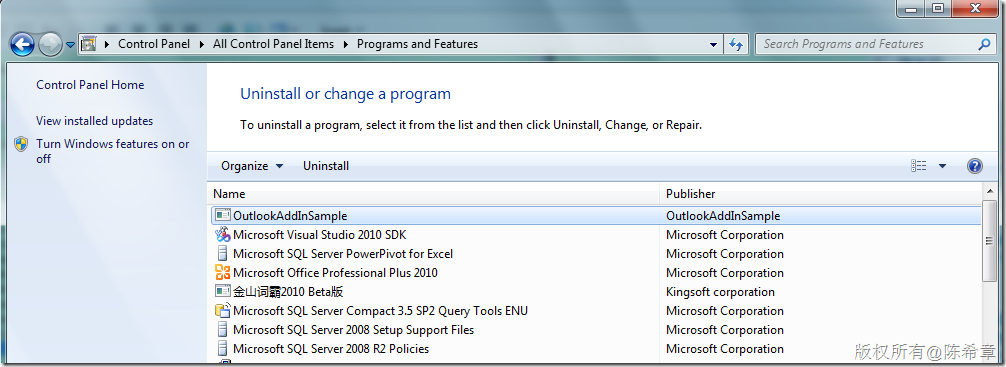 Control Panel All Control Panel Items Programs and Features
Search Programs and Features
Control Panel Home
View installed updates
Turn Windows features on or
off
Uninstall or change a program
To uninstall a program, select it from the list and then click Uninstall, Change, or Repair.
Organize Uninstall
Name Publisher
OutlookAddInSample OutlookAddInSample
Microsoft Visual Studio 2010 SDK Microsoft Corporation
Microsoft SQL Server PowerPivot for Excel Microsoft Corporation
Microsoft Office Professional Plus 2010 Microsoft Corporation
金山词霸2010 Beta版 Kingsoft corporation
Microsoft SQL Server Compact 3.5 SP2 Query Tools ENU Microsoft Corporation
Microsoft SQL Server 2008 Setup Support Files Microsoft Corporation
Microsoft SQL Server 2008 R2 Policies Microsoft Corporation
版权所有@陈希章